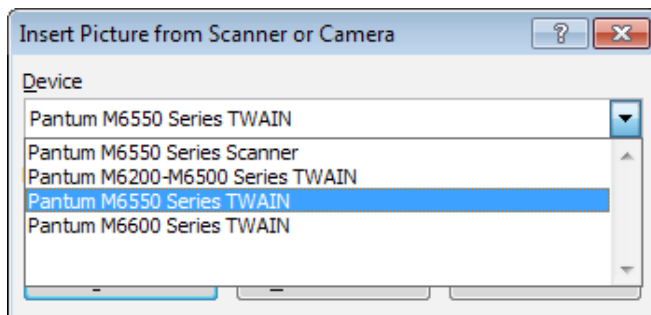 Insert Picture from Scanner or Camera
Device
Pantum M6550 Series TWAIN
Pantum M6550 Series Scanner
Pantum M6200-M6500 Series TWAIN
Pantum M6550 Series TWAIN
Pantum M6600 Series TWAIN